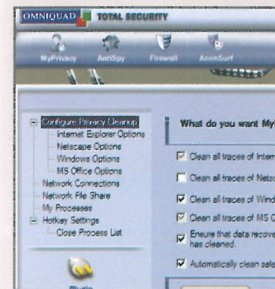 OMNIQUAD TOTAL SECURITY
MyPrivacy AntiSpy Firewall AnonSurf
Configure Privacy Cleanup
Internet Explorer Options
Netscape Options
Windows Options
MS Office Options
Network Connections
Network File Share
My Processes
Hotkey Settings
Close Process List
What do you want My
Clean all traces of Intern
Clean all traces of Nets
Clean all traces of Wind
Clean all traces of MS O
Ensure that data recove
has cleaned.
Automatically clean sele